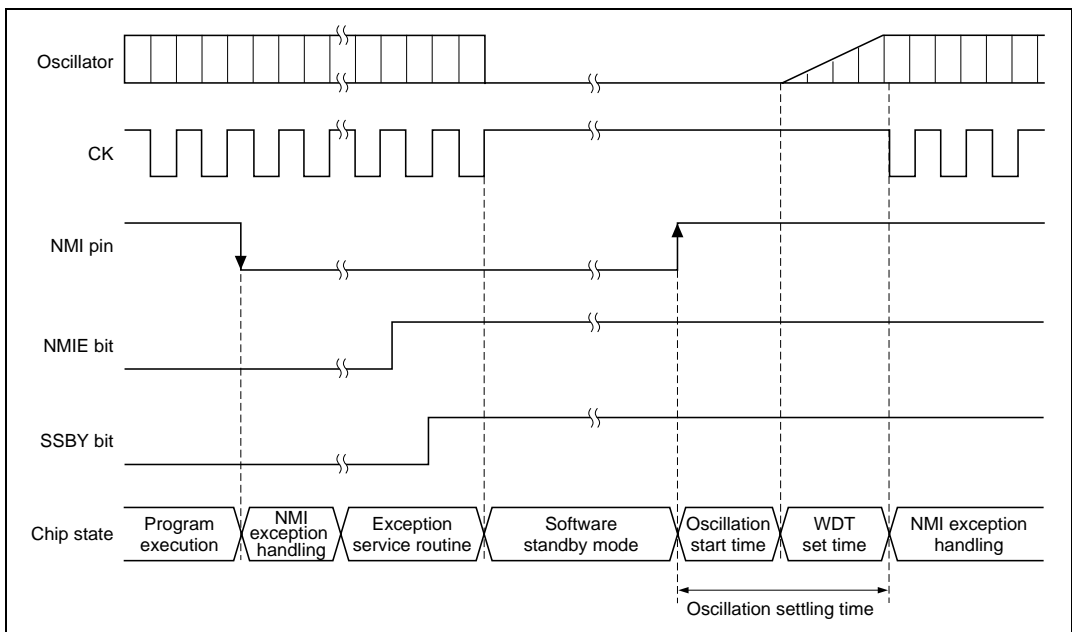 Oscillator
CK
NMI pin
NMIE bit
SSBY bit
Chip state
Program
execution
NMI
exception
handling
Exception
service routine
Software
standby mode
Oscillation
start time
WDT
set time
NMI exception
handling
Oscillation settling time